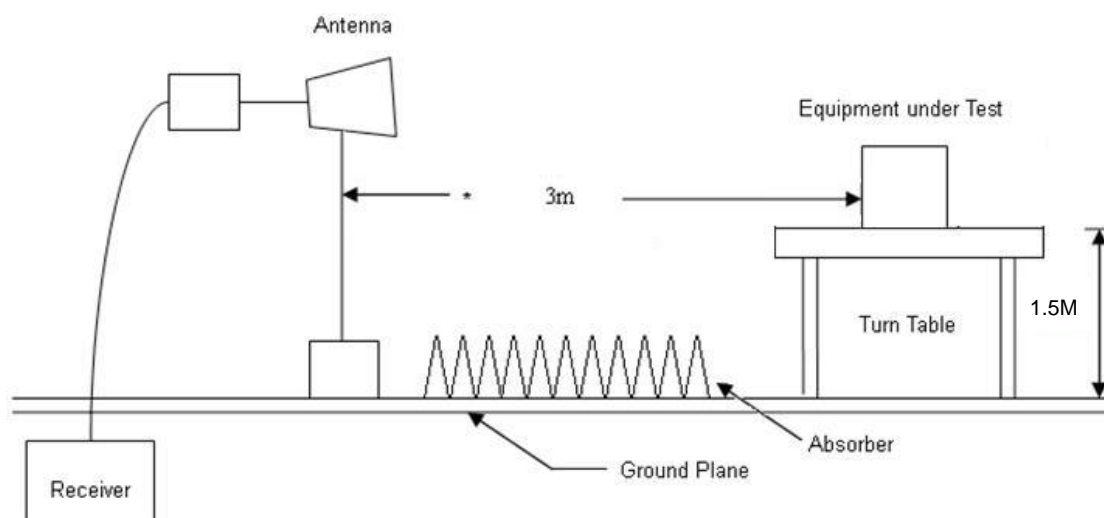 Antenna
Equipment under Test
* 3m
1.5M
Turn Table
Absorber
Ground Plane
Receiver